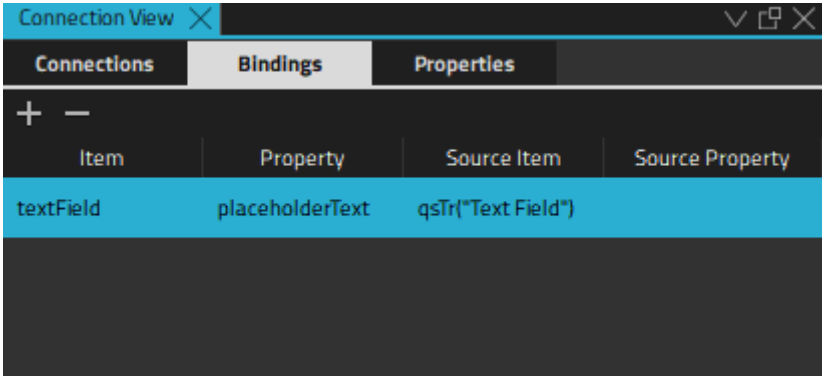 Connection View
Connections Bindings Properties
Item Property Source Item Source Property
textField placeholderText qsTr("Text Field")